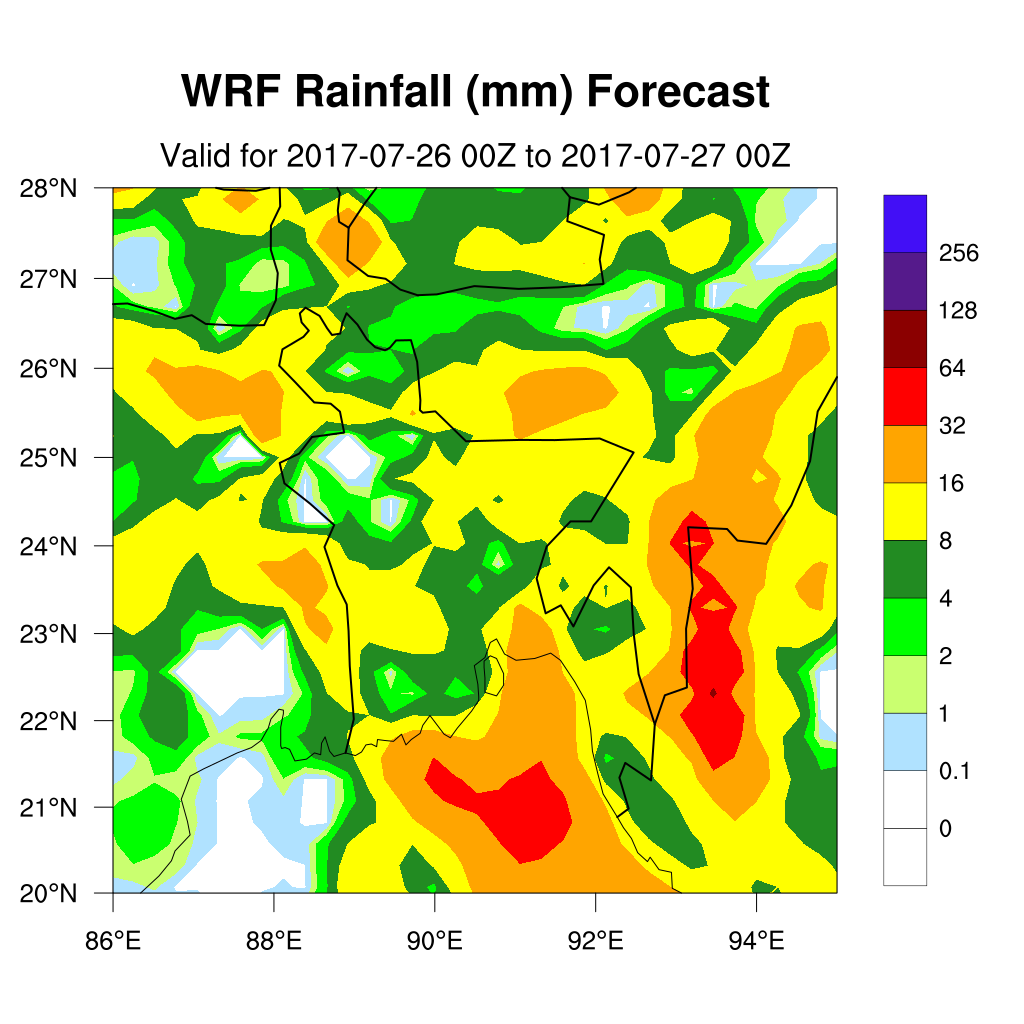 WRF Rainfall (mm) Forecast
Valid for 2017-07-26 00Z to 2017-07-27 00Z
28°N
27°N
26°N
25°N
24°N
23°N
22°N
21°N
20°N
86°E 88°E 90°E 92°E 94°E
256
128
64
32
16
8
4
2
1
0.1
0